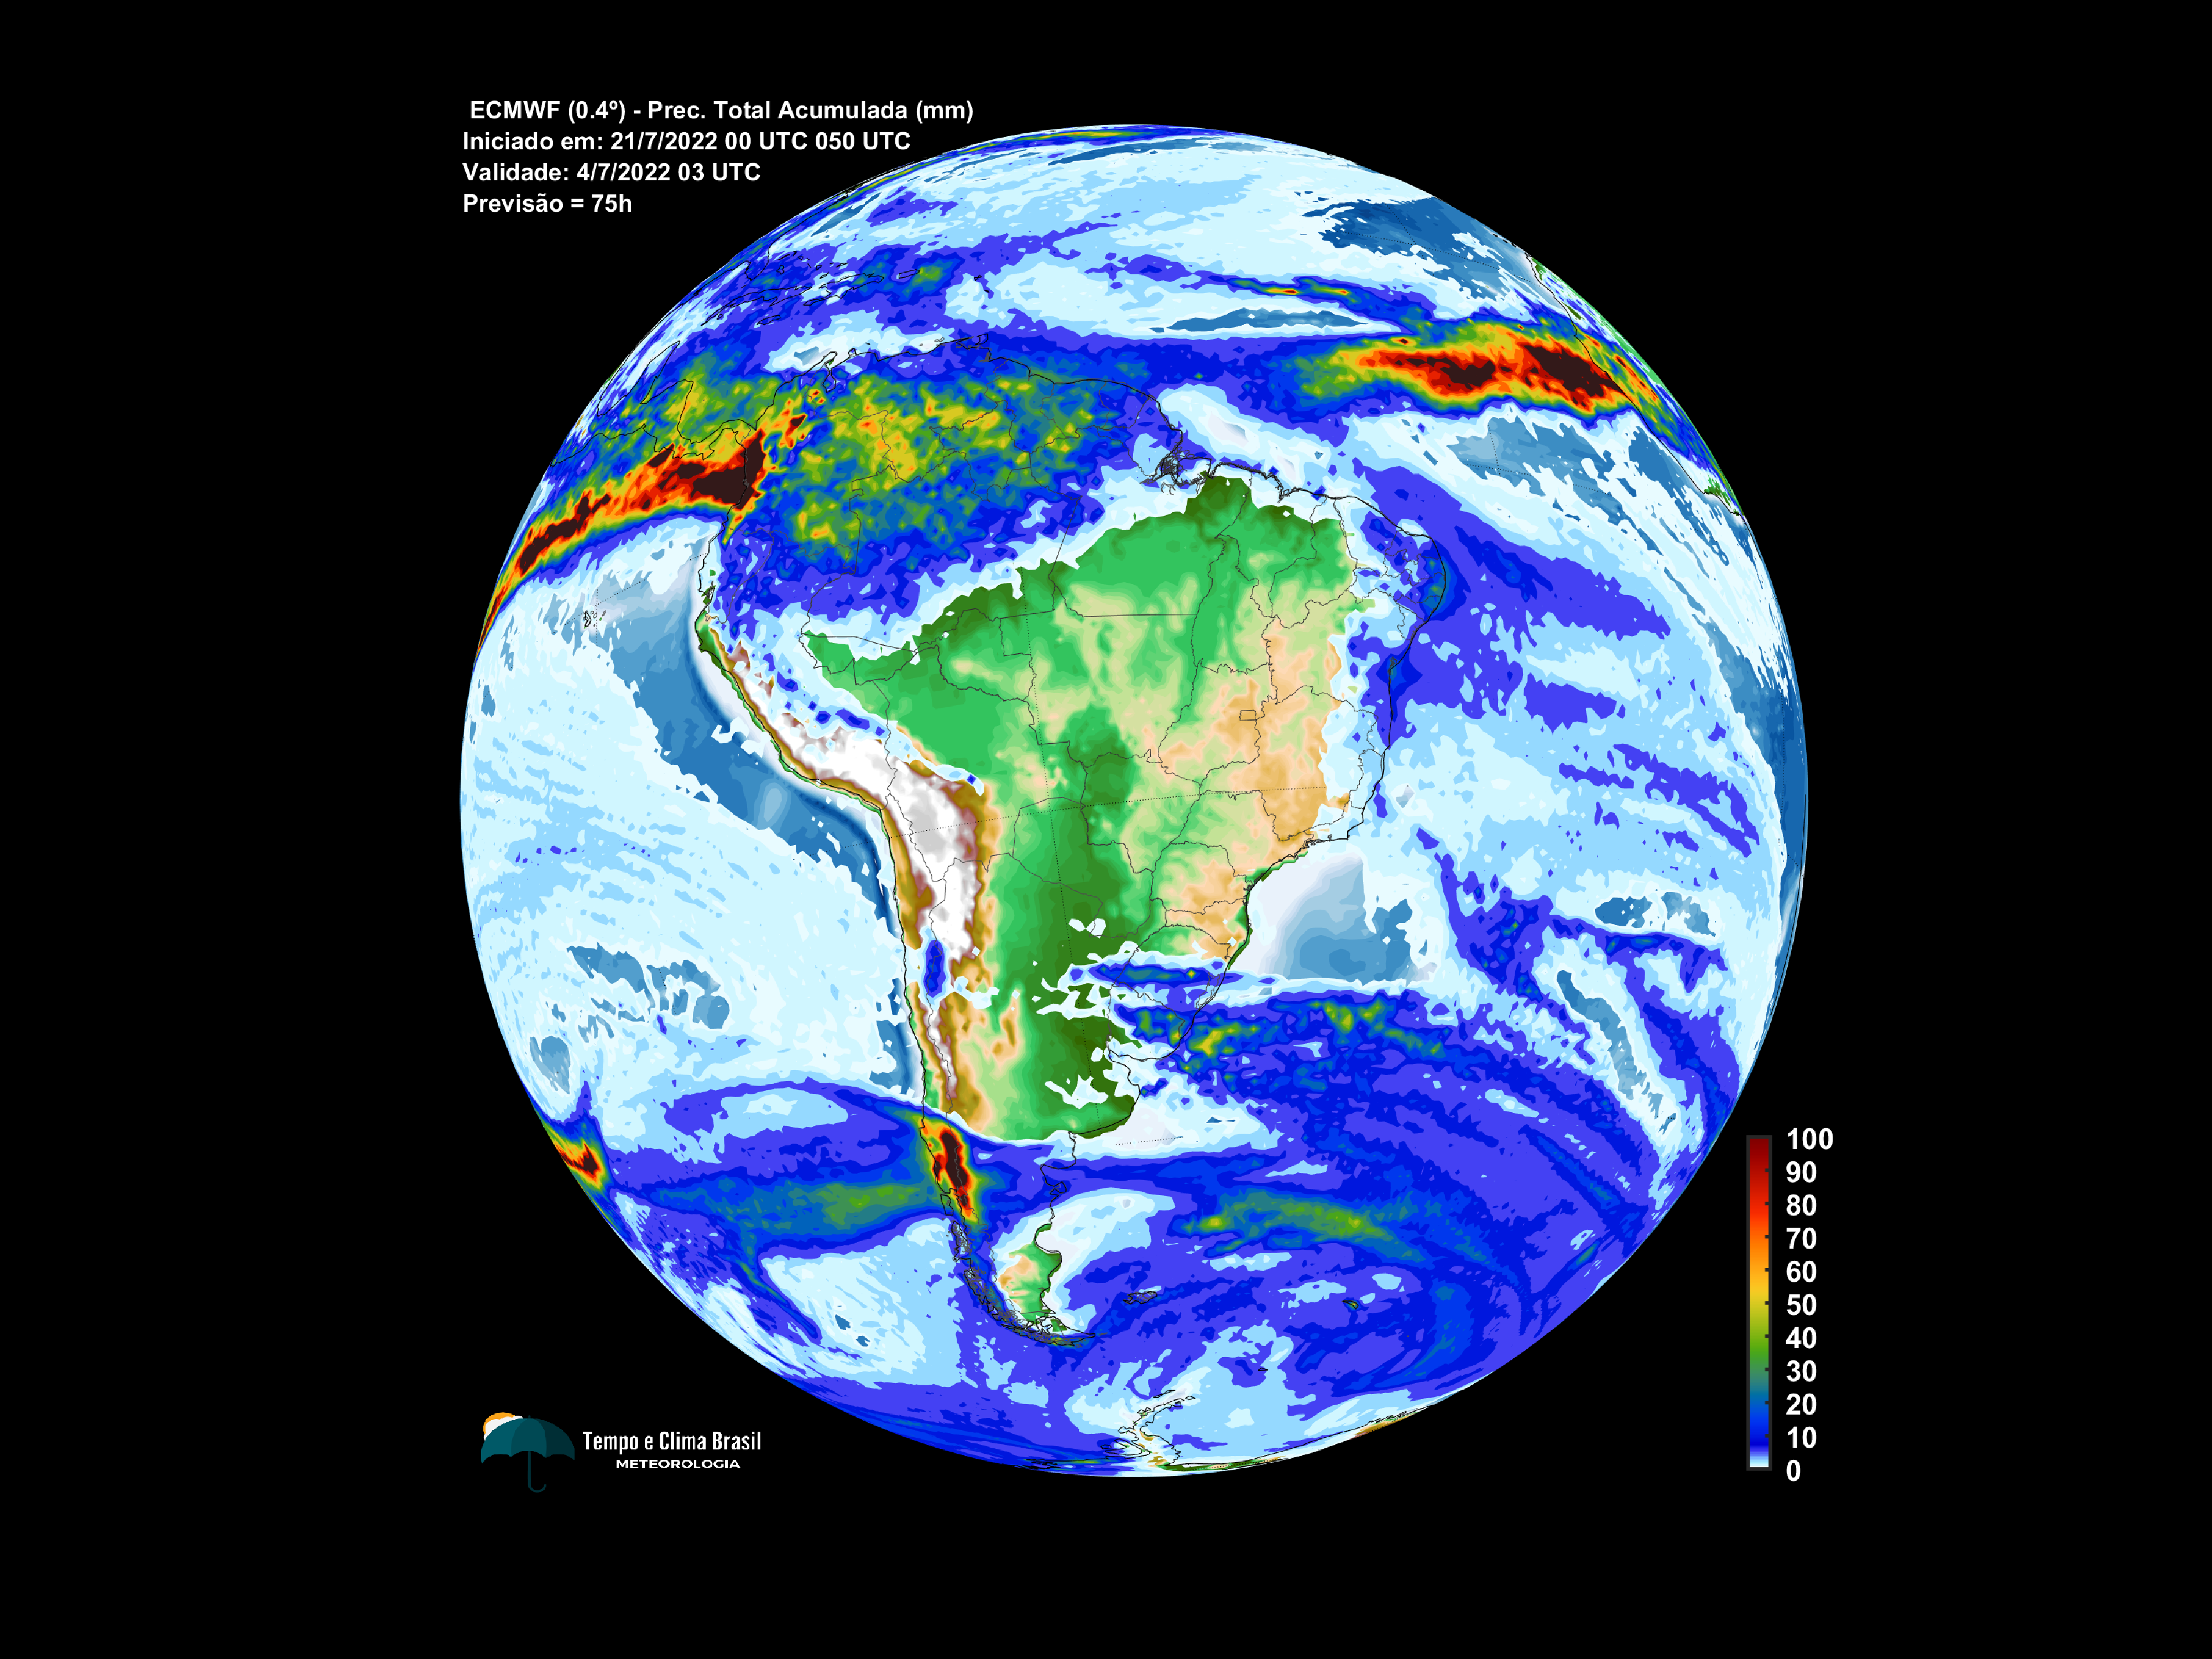 ECMWF (0.4º) - Prec. Total Acumulada (mm)
Iniciado em: 21/7/2022 00 UTC 050 UTC
Validade: 4/7/2022 03 UTC
Previsão = 75h
100
90
80
70
60
50
40
30
20
10
0
Tempo e Clima Brasil
METEOROLOGIA